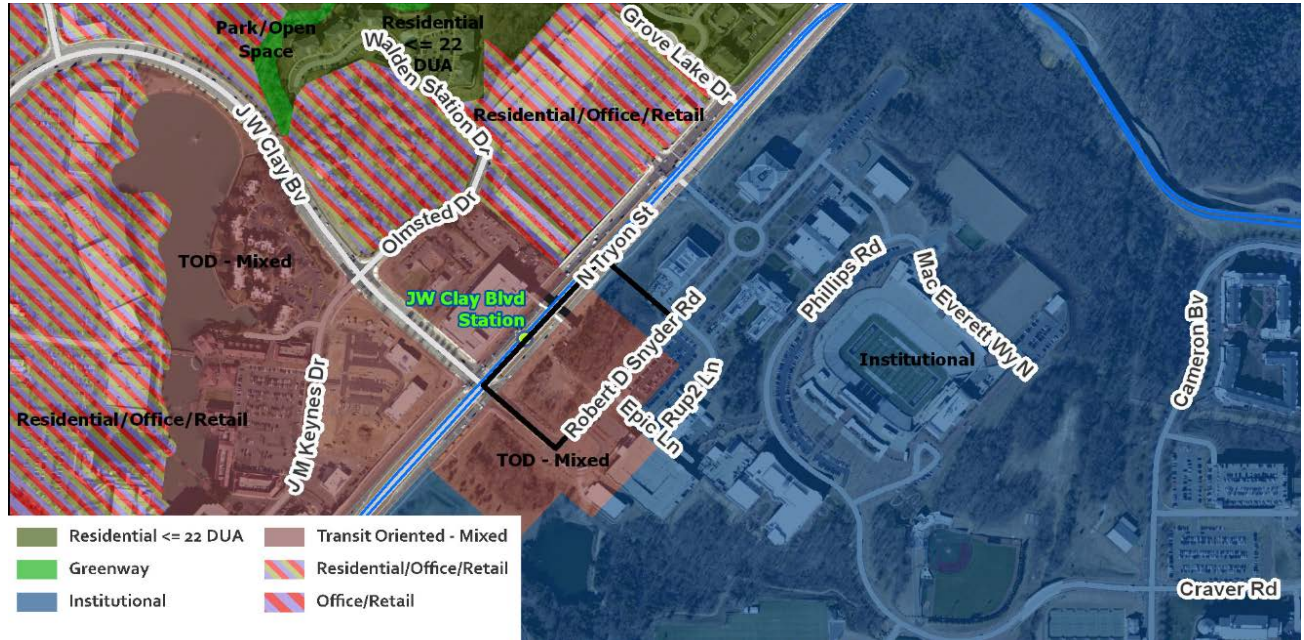 Park/Open
Space
Residential
<= 22
DUA
Walden Station Dr
Grove Lake Dr
Residential/Office/Retail
J W Clay Bv
Olmsted Dr
N Tryon St
TOD - Mixed
JW Clay Blvd
Station
Phillips Rd
Mac Everett Wy N
Institutional
Cameron Bv
Robert D Snyder Rd
Rup2 Ln
Epic Ln
Residential/Office/Retail
J M Keynes Dr
TOD - Mixed
Craver Rd
Residential <= 22 DUA
Transit Oriented - Mixed
Greenway
Residential/Office/Retail
Institutional
Office/Retail